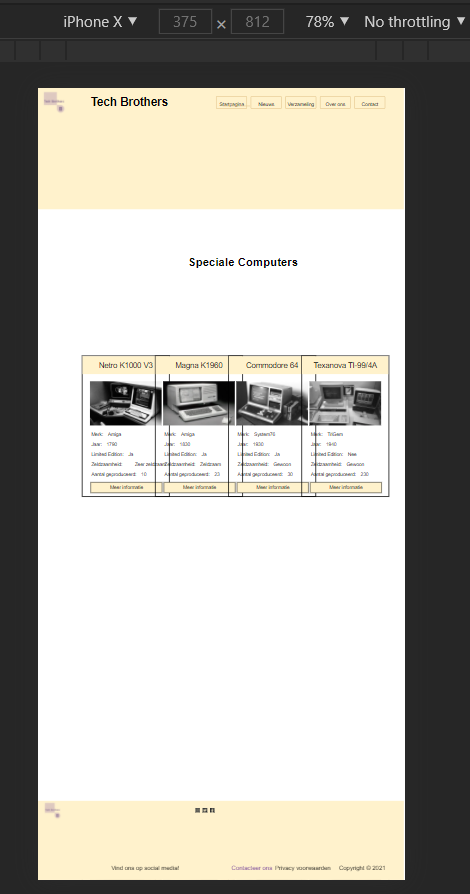 iPhone X ▼ 375 × 812 78% ▼ No throttling ▼
Tech Brothers
Startpagina Nieuws Verzameling Over ons Contact
Speciale Computers
Netro K1000 V3 Magna K1960 Commodore 64 Texanova TI-99/4A
Merk: Amiga Merk: Amiga Merk: System76 Merk: TriGem
Jaar: 1790 Jaar: 1830 Jaar: 1930 Jaar: 1940
Limited Edition: Ja Limited Edition: Ja Limited Edition: Ja Limited Edition: Nee
Zeldzaamheid: Zeer zeldzaam Zeldzaamheid: Zeldzaam Zeldzaamheid: Gewoon Zeldzaamheid: Gewoon
Aantal geproduceerd: 10 Aantal geproduceerd: 23 Aantal geproduceerd: 30 Aantal geproduceerd: 230
Meer informatie Meer informatie Meer informatie Meer informatie
Vind ons op social media! Contacteer ons Privacy voorwaarden Copyright © 2021